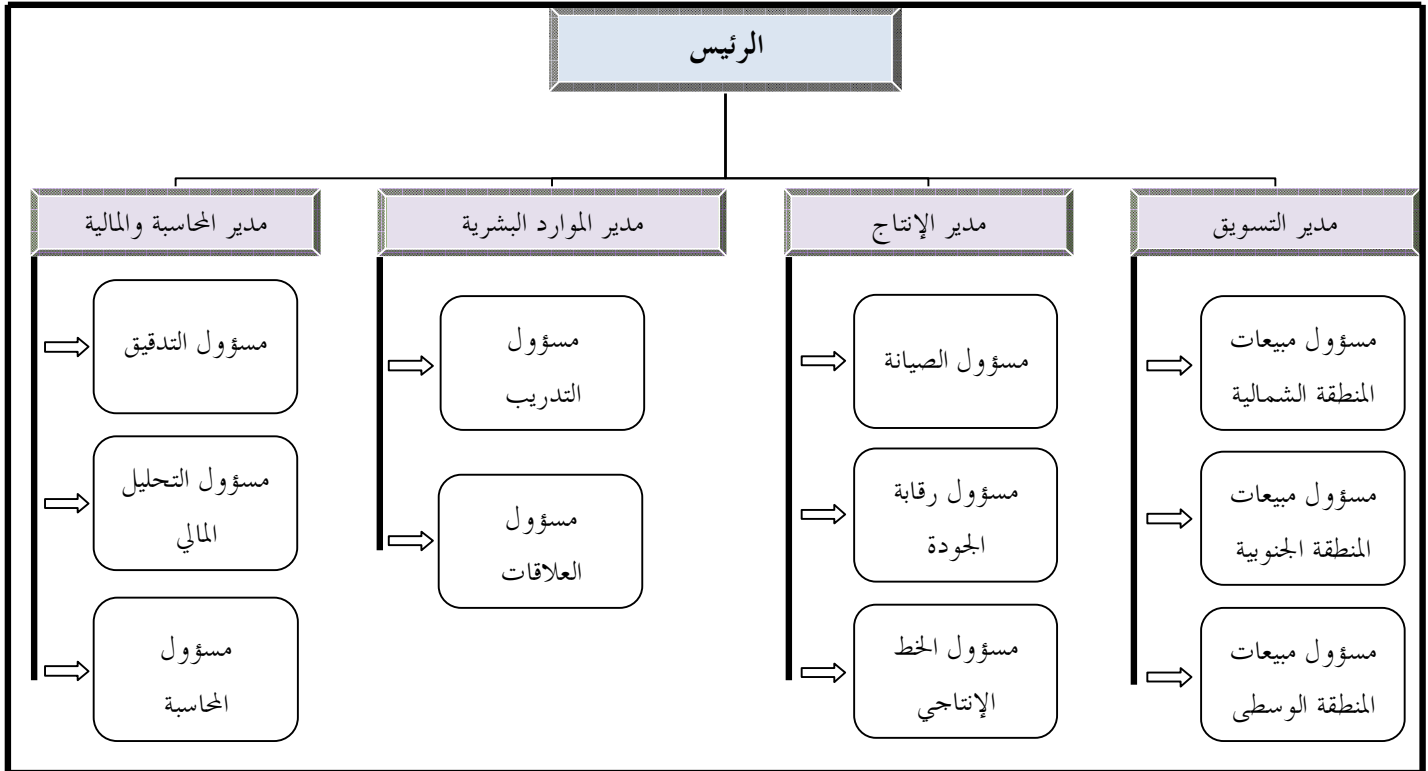 الرئيس
مدير التسويق
مدير الإنتاج
مدير الموارد البشرية
مدير المحاسبة والمالية
مسؤول مبيعات
المنطقة الشمالية
مسؤول مبيعات
المنطقة الجنوبية
مسؤول مبيعات
المنطقة الوسطى
مسؤول الصيانة
مسؤول رقابة
الجودة
مسؤول الخط
الإنتاجي
مسؤول
التدريب
مسؤول
العلاقات
مسؤول التدقيق
مسؤول التحليل
المالي
مسؤول
المحاسبة